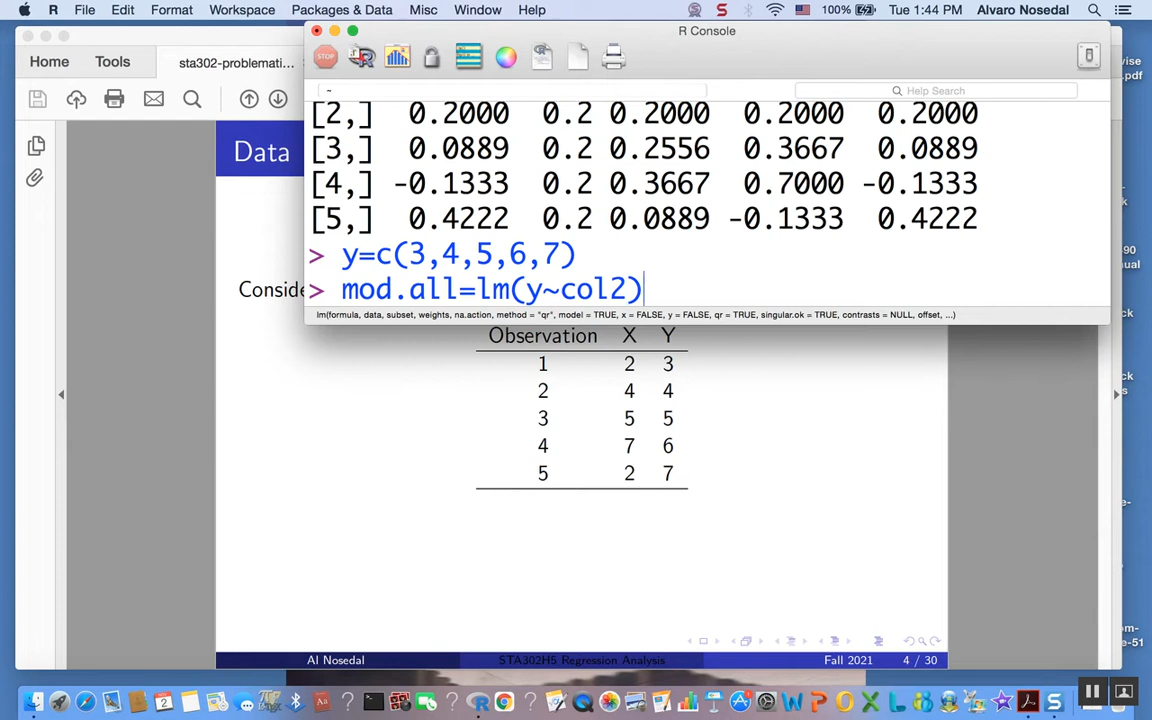 R File Edit Format Workspace Packages & Data Misc Window Help 100% Tue 1:44 PM Alvaro Nosedal
R Console
Home Tools sta302-problemati...
STOP
-
Help Search
[2,] 0.2000 0.2 0.2000 0.2000 0.2000
[3,] 0.0889 0.2 0.2556 0.3667 0.0889
[4,] -0.1333 0.2 0.3667 0.7000 -0.1333
[5,] 0.4222 0.2 0.0889 -0.1333 0.4222
> y=c(3,4,5,6,7)
> mod.all=lm(y~col2)
lm(formula, data, subset, weights, na.action, method = "qr", model = TRUE, x = FALSE, y = FALSE, qr = TRUE, singular.ok = TRUE, contrasts = NULL, offset, ...)
Data
Conside
Observation X Y
1 2 3
2 4 4
3 5 5
4 7 6
5 2 7
Al Nosedal STA302H5 Regression Analysis Fall 2021 4 / 30